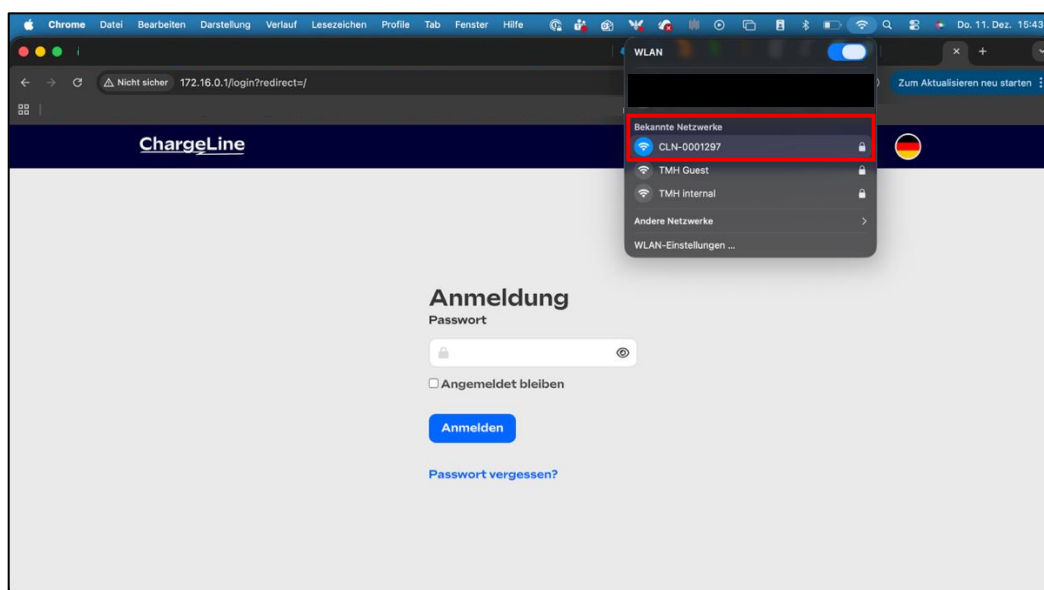 Chrome Datei Bearbeiten Darstellung Verlauf Lesezeichen Profile Tab Fenster Hilfe Do. 11. Dez. 15:43
WLAN
Nicht sicher 172.16.0.1/login?redirect=/ Zum Aktualisieren neu starten
Bekannte Netzwerke
ChargeLine
CLN-0001297
TMH Guest
TMH internal
Andere Netzwerke
WLAN-Einstellungen ...
Anmeldung
Passwort
Angemeldet bleiben
Anmelden
Passwort vergessen?